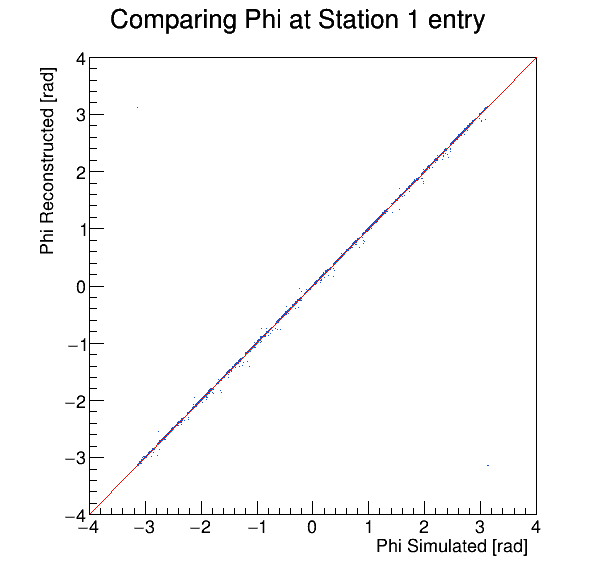 Comparing Phi at Station 1 entry
Phi Reconstructed [rad]
4
3
2
1
0
−1
−2
−3
−4
−4 −3 −2 −1 0 1 2 3 4
Phi Simulated [rad]